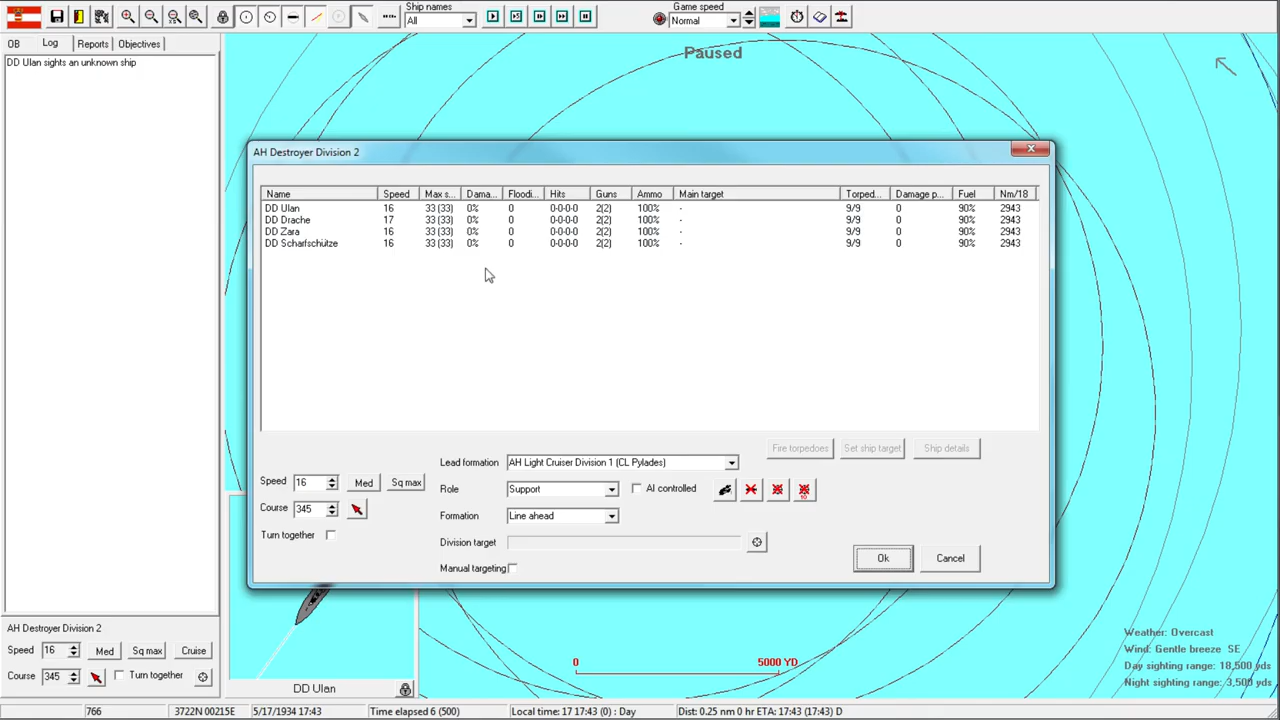 Ship names
All
Game speed
Normal
OB Log Reports Objectives
DD Ulan sights an unknown ship
Paused
AH Destroyer Division 2
Name Speed Max s... Dama... Floodi... Hits Guns Ammo Main target Torped... Damage p... Fuel Nm/18
DD Ulan 16 33 (33) 0% 0 0-0-0-0 2(2) 100% - 9/9 0 90% 2943
DD Drache 17 33 (33) 0% 0 0-0-0-0 2(2) 100% - 9/9 0 90% 2943
DD Zara 16 33 (33) 0% 0 0-0-0-0 2(2) 100% - 9/9 0 90% 2943
DD Scharfschütze 16 33 (33) 0% 0 0-0-0-0 2(2) 100% - 9/9 0 90% 2943
Fire torpedoes Set ship target Ship details
Lead formation AH Light Cruiser Division 1 (CL Pylades)
Speed 16 Med Sq max
Role Support AI controlled
10
Course 345
Formation Line ahead
Turn together
Division target
Manual targeting
Ok Cancel
AH Destroyer Division 2
Speed 16 Med Sq max Cruise
Course 345 Turn together
DD Ulan
0 5000 YD
Weather: Overcast
Wind: Gentle breeze SE
Day sighting range: 18,500 yds
Night sighting range: 3,500 yds
766 3722N 00215E 5/17/1934 17:43 Time elapsed 6 (500) Local time: 17 17:43 (0) : Day Dist: 0.25 nm 0 hr ETA: 17:43 (17:43) D